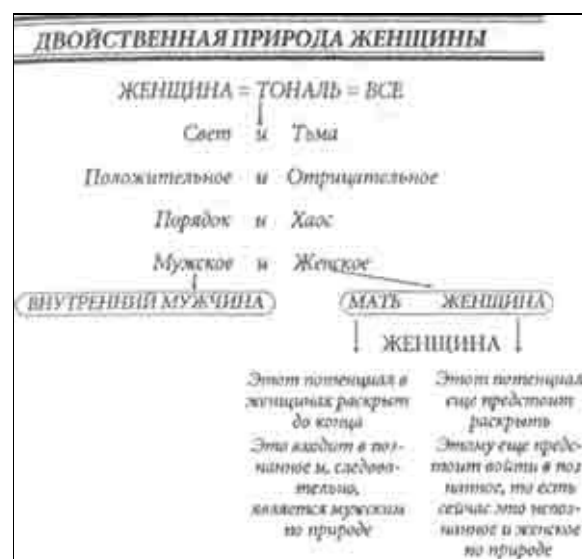 ДВОЙСТВЕННАЯ ПРИРОДА ЖЕНЩИНЫ
ЖЕНЩИНА = ТОНАЛЬ = ВСЕ
Свет и Тьма
Положительное и Отрицательное
Порядок и Хаос
Мужское и Женское
ВНУТРЕННИЙ МУЖЧИНА
МАТЬ ЖЕНЩИНА
ЖЕНЩИНА
Этот потенциал в
женщинах раскрыт
до конца
Это входит в поз-
нанное и, следова-
тельно,
является мужским
по природе
Этот потенциал
еще предстоит
раскрыть
Этому еще предс-
тоит войти в поз
нанное, то есть
сейчас это непоз-
нанное и женское
по природе